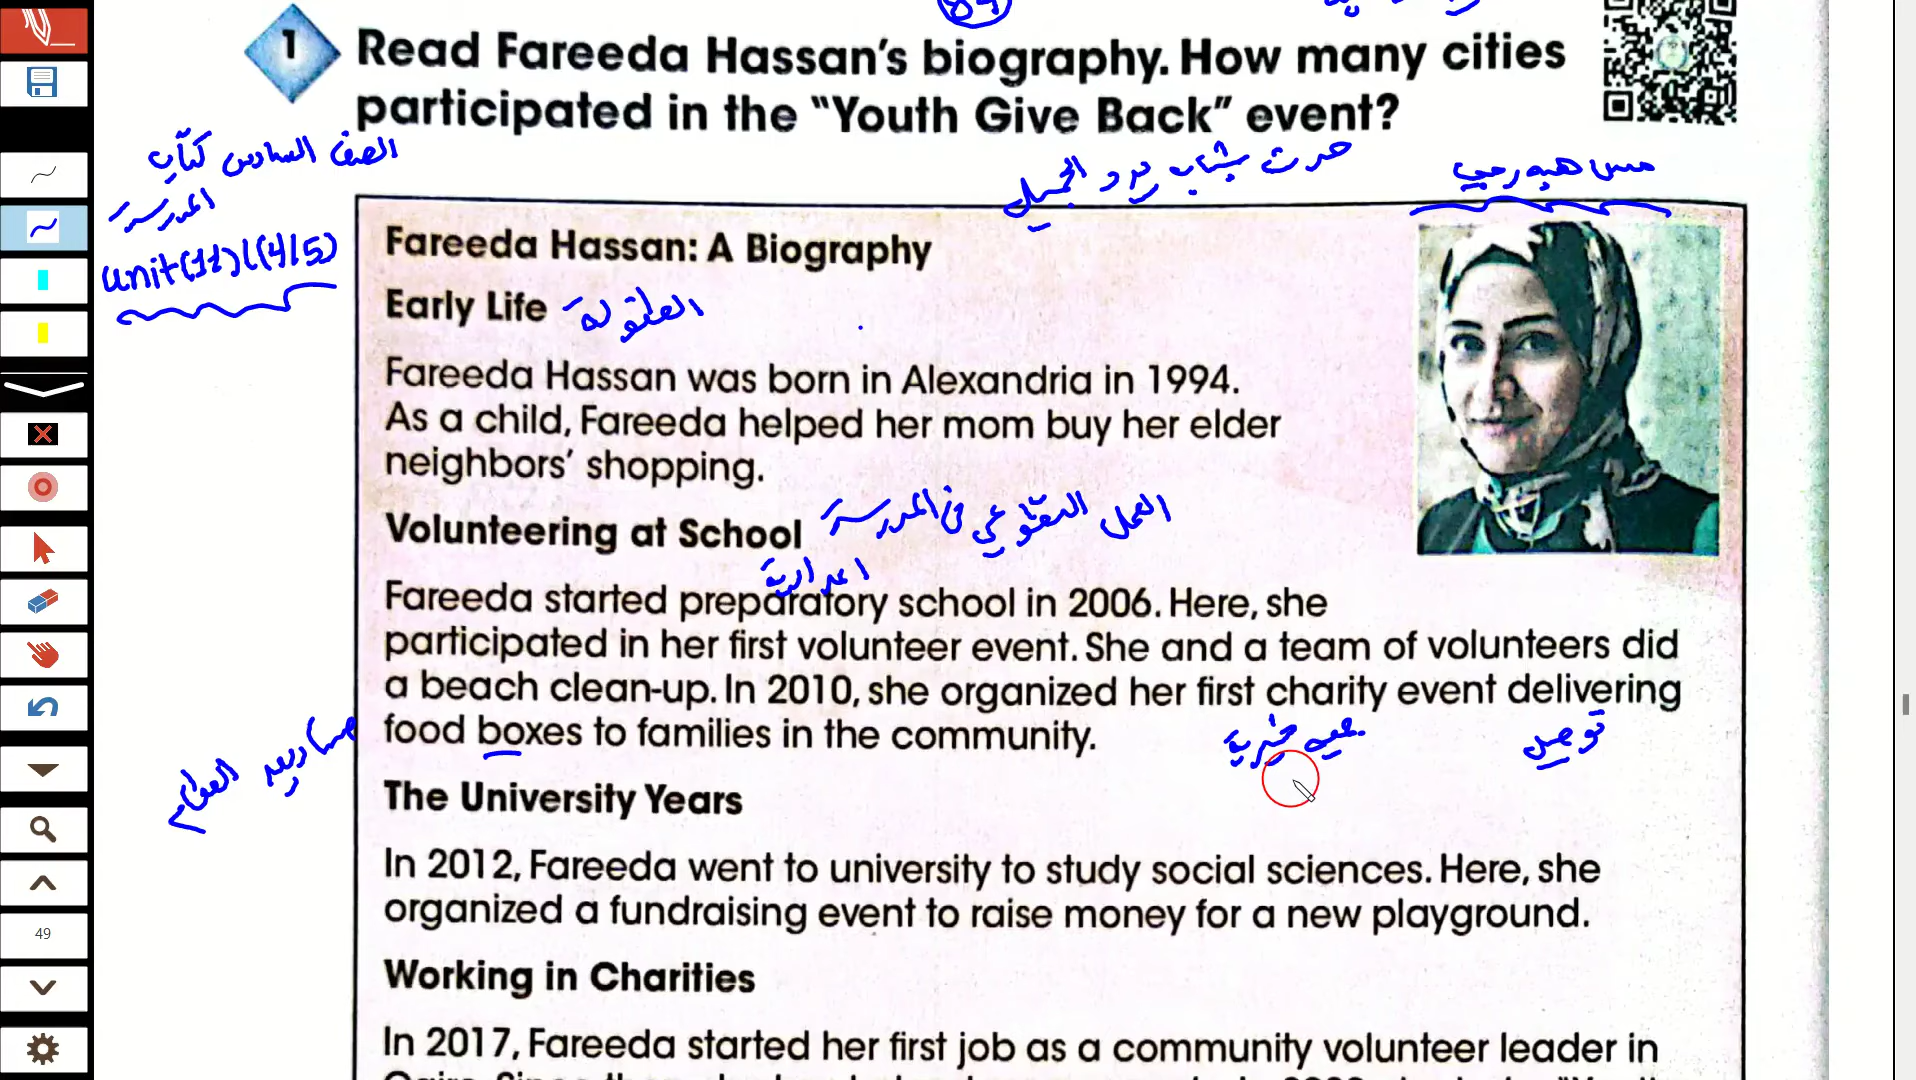 1 Read Fareeda Hassan's biography. How many cities
participated in the "Youth Give Back" event?
الصف السادس كتاب
المدرسة
unit(11) L(4/5)
حدث شباب يرد الجميل
Fareeda Hassan: A Biography
Early Life الطفولة
Fareeda Hassan was born in Alexandria in 1994.
As a child, Fareeda helped her mom buy her elder
neighbors' shopping.
Volunteering at School العمل التطوعي في المدرسة
اعدادية
Fareeda started preparatory school in 2006. Here, she
participated in her first volunteer event. She and a team of volunteers did
a beach clean-up. In 2010, she organized her first charity event delivering
food boxes to families in the community.
خيرية
توصيل
الطعام
The University Years
In 2012, Fareeda went to university to study social sciences. Here, she
organized a fundraising event to raise money for a new playground.
Working in Charities
In 2017, Fareeda started her first job as a community volunteer leader in
49